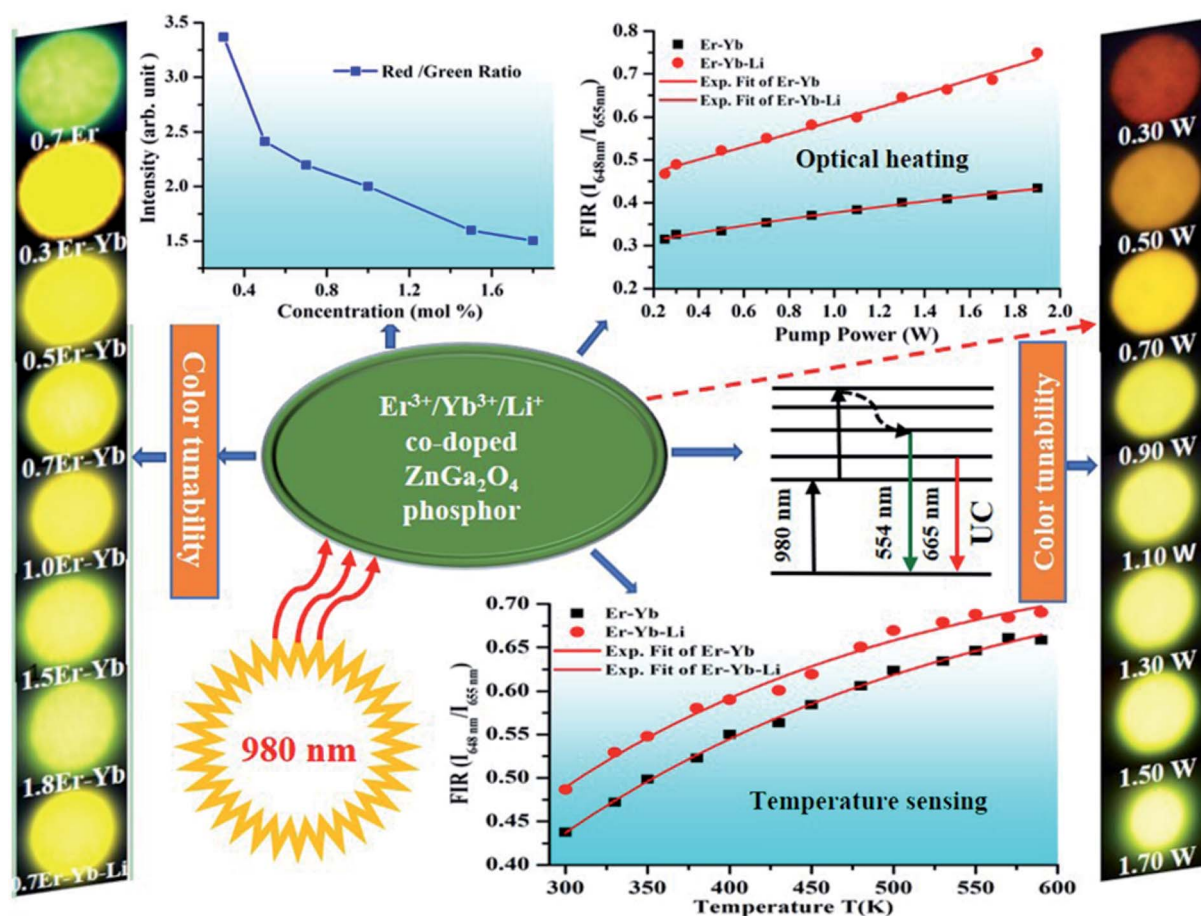 0.7 Er
0.3 Er-Yb
0.5Er-Yb
0.7Er-Yb
1.0Er-Yb
1.5Er-Yb
1.8Er-Yb
0.7Er-Yb-Li
Color tunability
Intensity (arb. unit )
3.5
3.0
2.5
2.0
1.5
Red /Green Ratio
0.4 0.8 1.2 1.6
Concentration (mol %)
FIR (I648nm/I655nm)
0.8
0.7
0.6
0.5
0.4
0.3
0.2
Er-Yb
Er-Yb-Li
Exp. Fit of Er-Yb
Exp. Fit of Er-Yb-Li
Optical heating
0.2 0.4 0.6 0.8 1.0 1.2 1.4 1.6 1.8 2.0
Pump Power (W)
Er³⁺/Yb³⁺/Li⁺
co-doped
ZnGa₂O₄
phosphor
980 nm
980 nm
554 nm
665 nm
UC
FIR (I648 nm/I655 nm)
0.70
0.65
0.60
0.55
0.50
0.45
0.40
Er-Yb
Er-Yb-Li
Exp. Fit of Er-Yb
Exp. Fit of Er-Yb-Li
Temperature sensing
300 350 400 450 500 550 600
Temperature T(K)
Color tunability
0.30 W
0.50 W
0.70 W
0.90 W
1.10 W
1.30 W
1.50 W
1.70 W